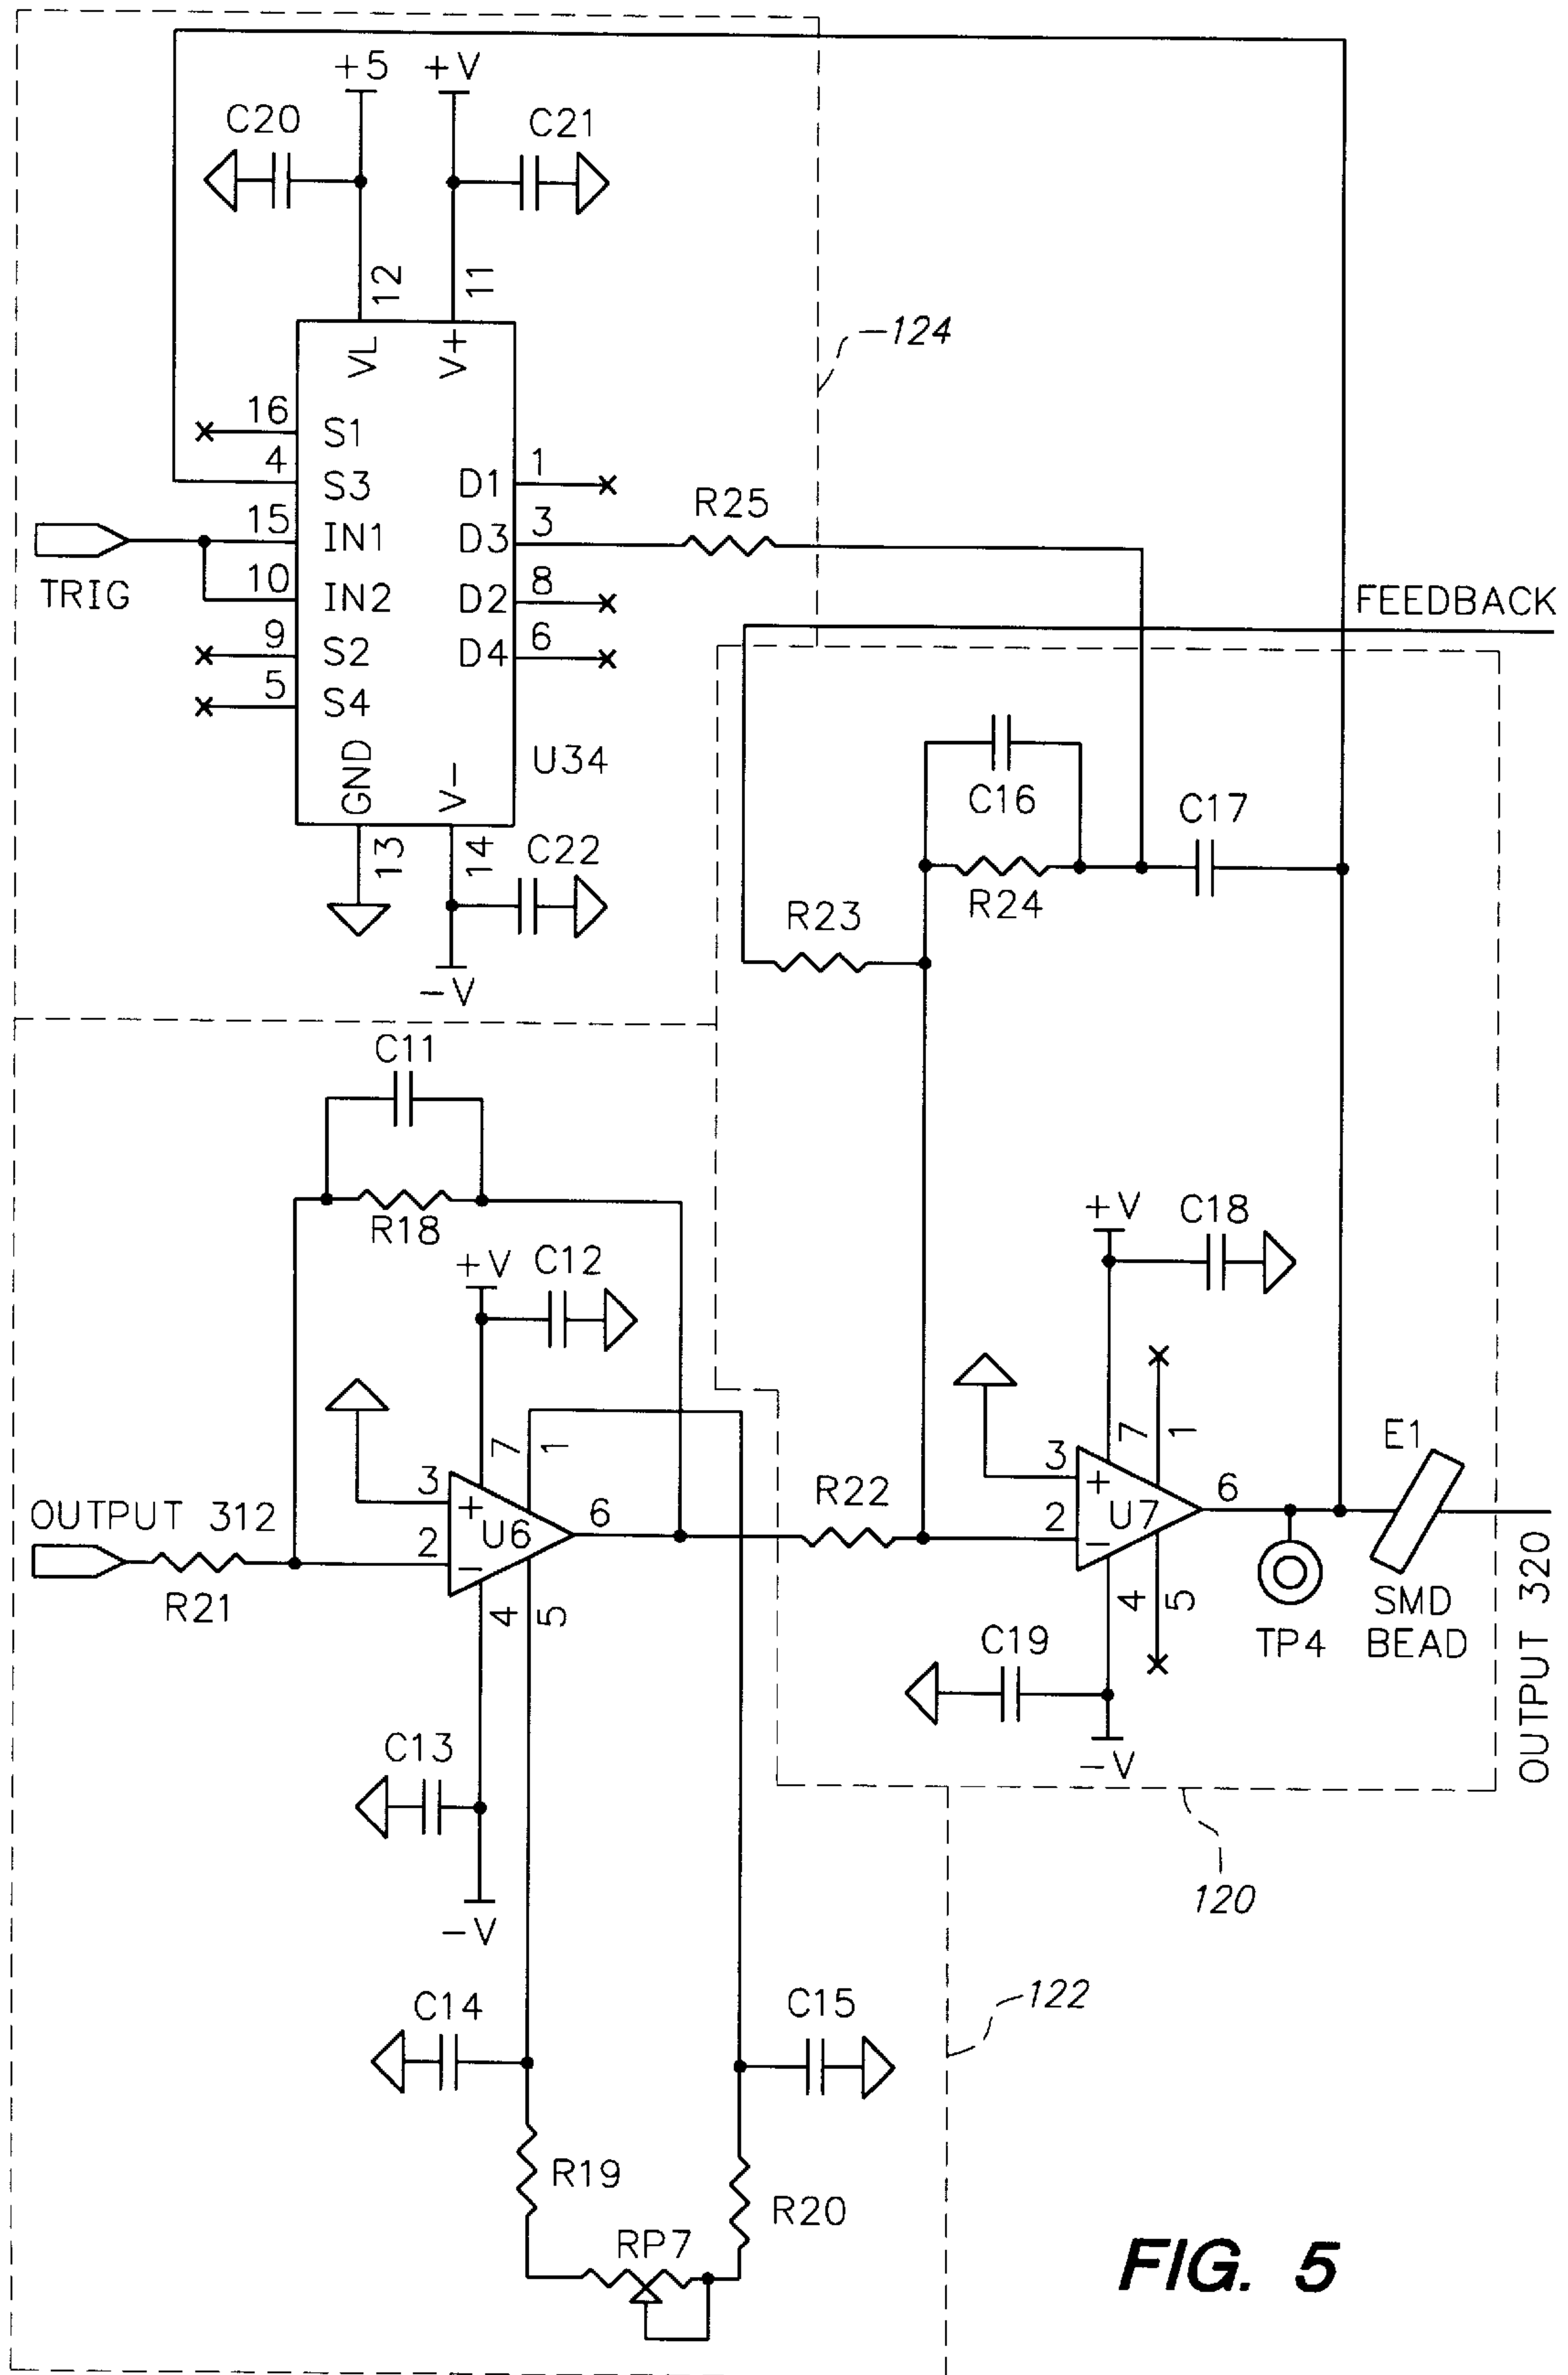 +5 +V
C20
C21
12
11
VL
V+
-124
16
S1
4
S3
D1
1
R25
15
IN1
D3
3
TRIG
10
IN2
D2
8
FEEDBACK
9
S2
D4
6
5
S4
GND
V-
U34
13
14
C22
-V
C16
C17
R24
R23
C11
R18
+V
C12
+V
C18
7
1
3
+
2
-
U6
6
4
5
OUTPUT 312
R21
R22
7
1
3
+
2
-
U7
6
4
5
E1
SMD
BEAD
TP4
OUTPUT 320
C19
-V
C13
-V
120
122
C14
C15
R19
R20
RP7
FIG. 5